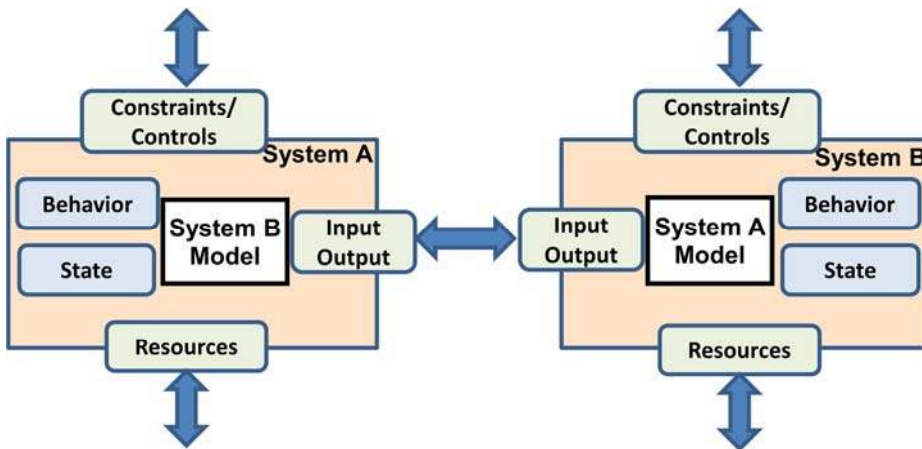 Constraints/
Controls
System A
Behavior
State
System B
Model
Input
Output
Resources
Constraints/
Controls
System B
Input
Output
System A
Model
Behavior
State
Resources